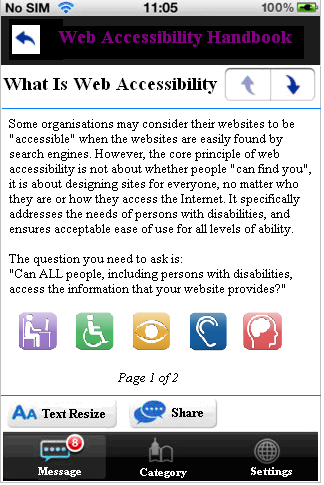 No SIM 11:05 100%
Web Accessibility Handbook
What Is Web Accessibility
Some organisations may consider their websites to be
"accessible" when the websites are easily found by
search engines. However, the core principle of web
accessibility is not about whether people "can find you",
it is about designing sites for everyone, no matter who
they are or how they access the Internet. It specifically
addresses the needs of persons with disabilities, and
ensures acceptable ease of use for all levels of ability.
The question you need to ask is:
"Can ALL people, including persons with disabilities,
access the information that your website provides?"
Page 1 of 2
AA Text Resize Share
8
Message Category Settings